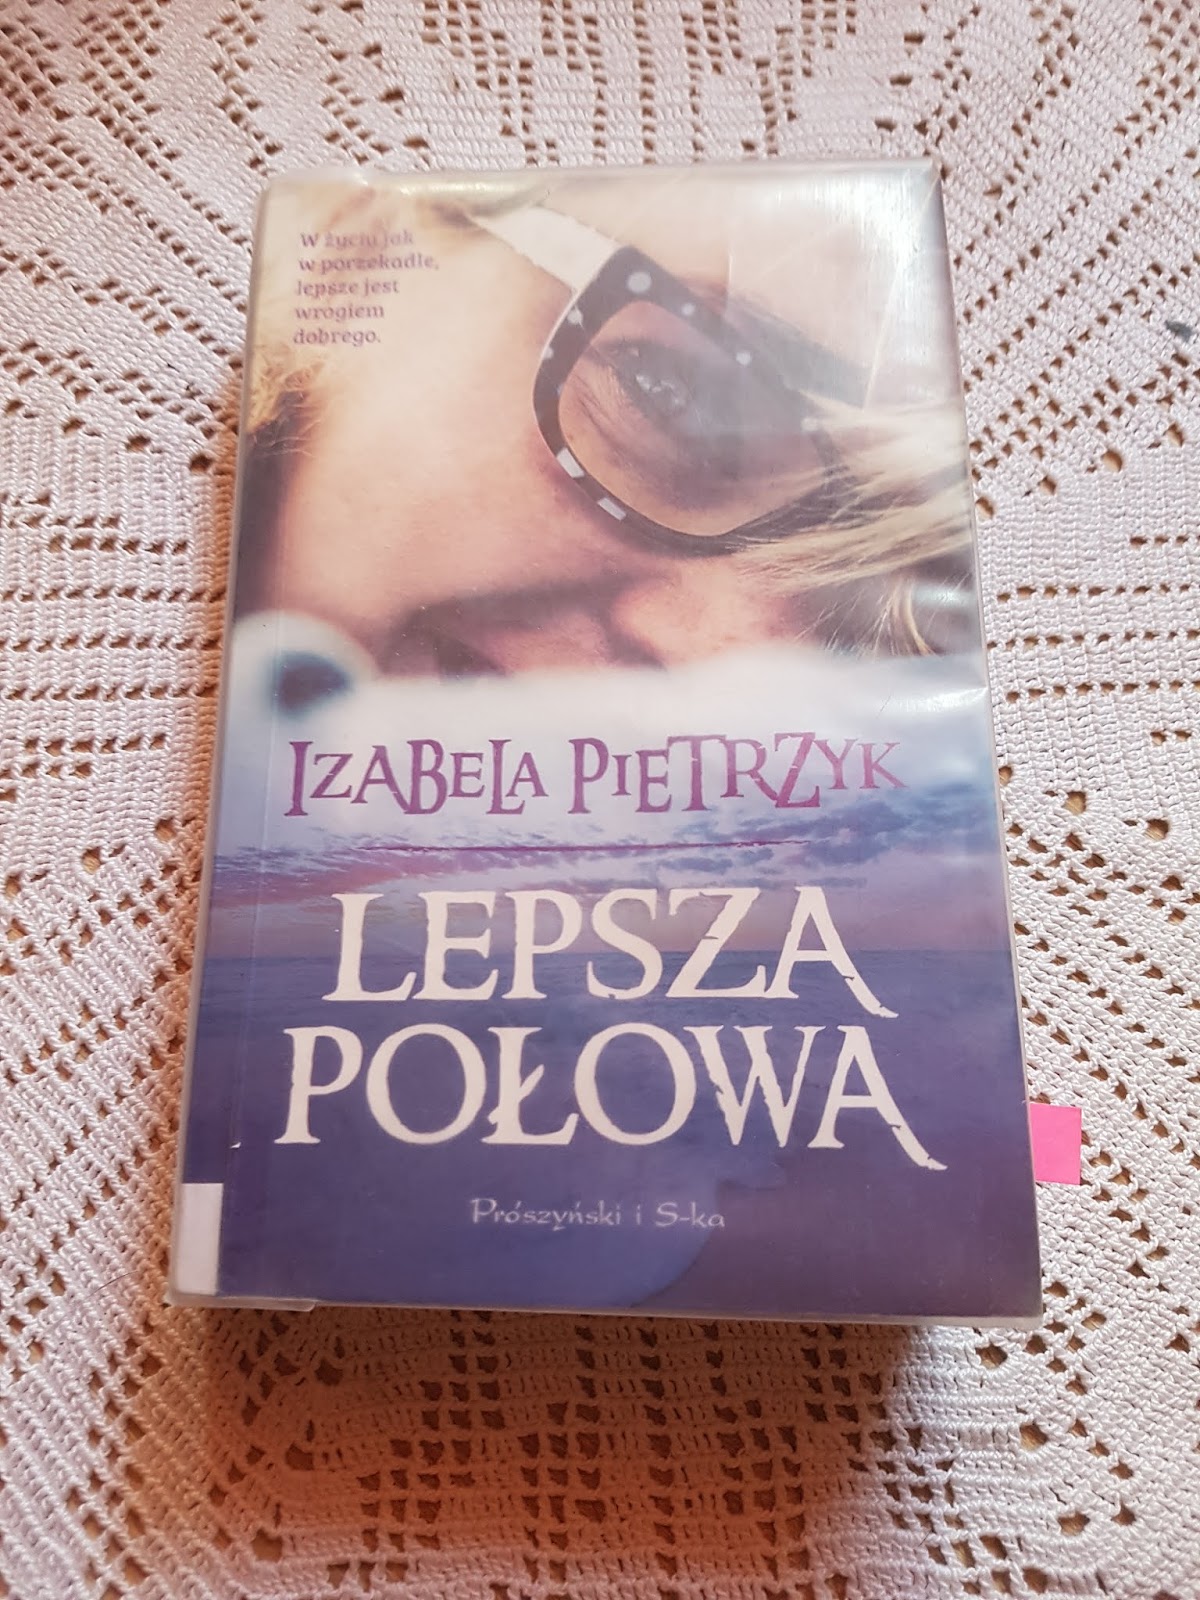 W życiu jak
w porzekadle,
lepsze jest
wrogiem
dobrego.
IZABELA PIETRZYK
LEPSZA
POŁOWA
Prószyński i S-ka